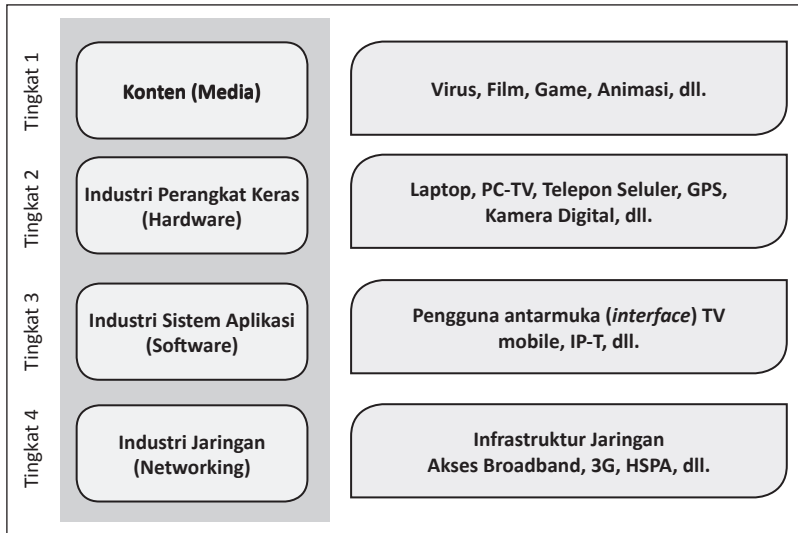 Tingkat 1
Konten (Media)
Virus, Film, Game, Animasi, dll.
Tingkat 2
Industri Perangkat Keras
(Hardware)
Laptop, PC-TV, Telepon Seluler, GPS,
Kamera Digital, dll.
Tingkat 3
Industri Sistem Aplikasi
(Software)
Pengguna antarmuka (interface) TV
mobile, IP-T, dll.
Tingkat 4
Industri Jaringan
(Networking)
Infrastruktur Jaringan
Akses Broadband, 3G, HSPA, dll.